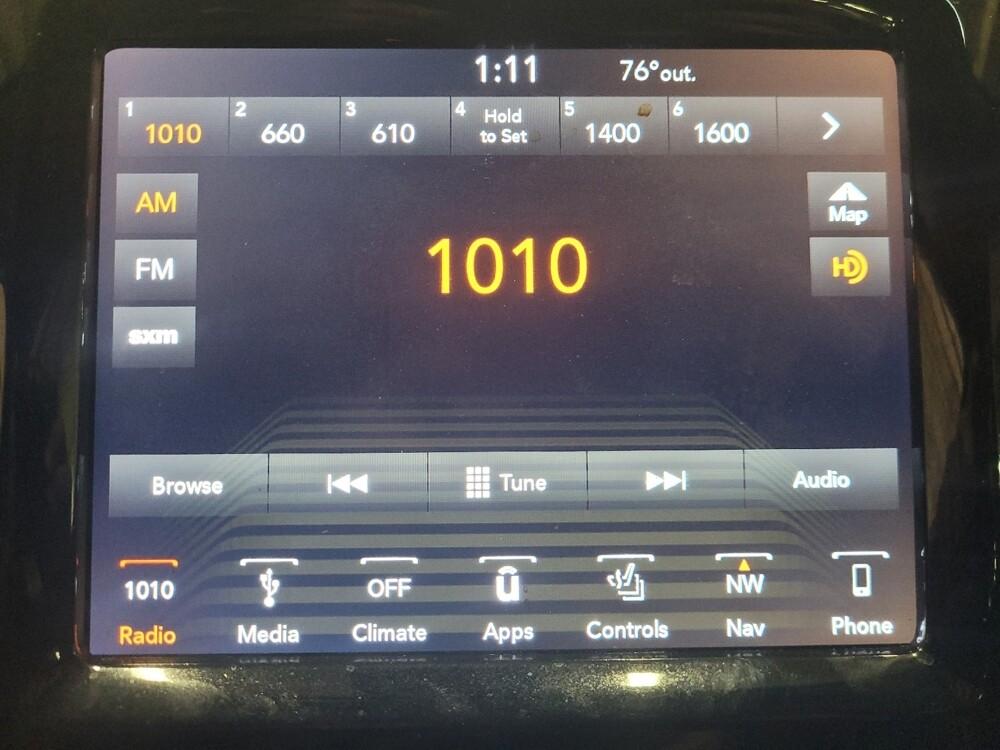 1:11 76°out.
1 1010 2 660 3 610 4 Hold to Set 5 1400 6 1600
AM
Map
1010
FM
HD
sxm
Browse Tune Audio
1010 OFF u NW
Radio Media Climate Apps Controls Nav Phone